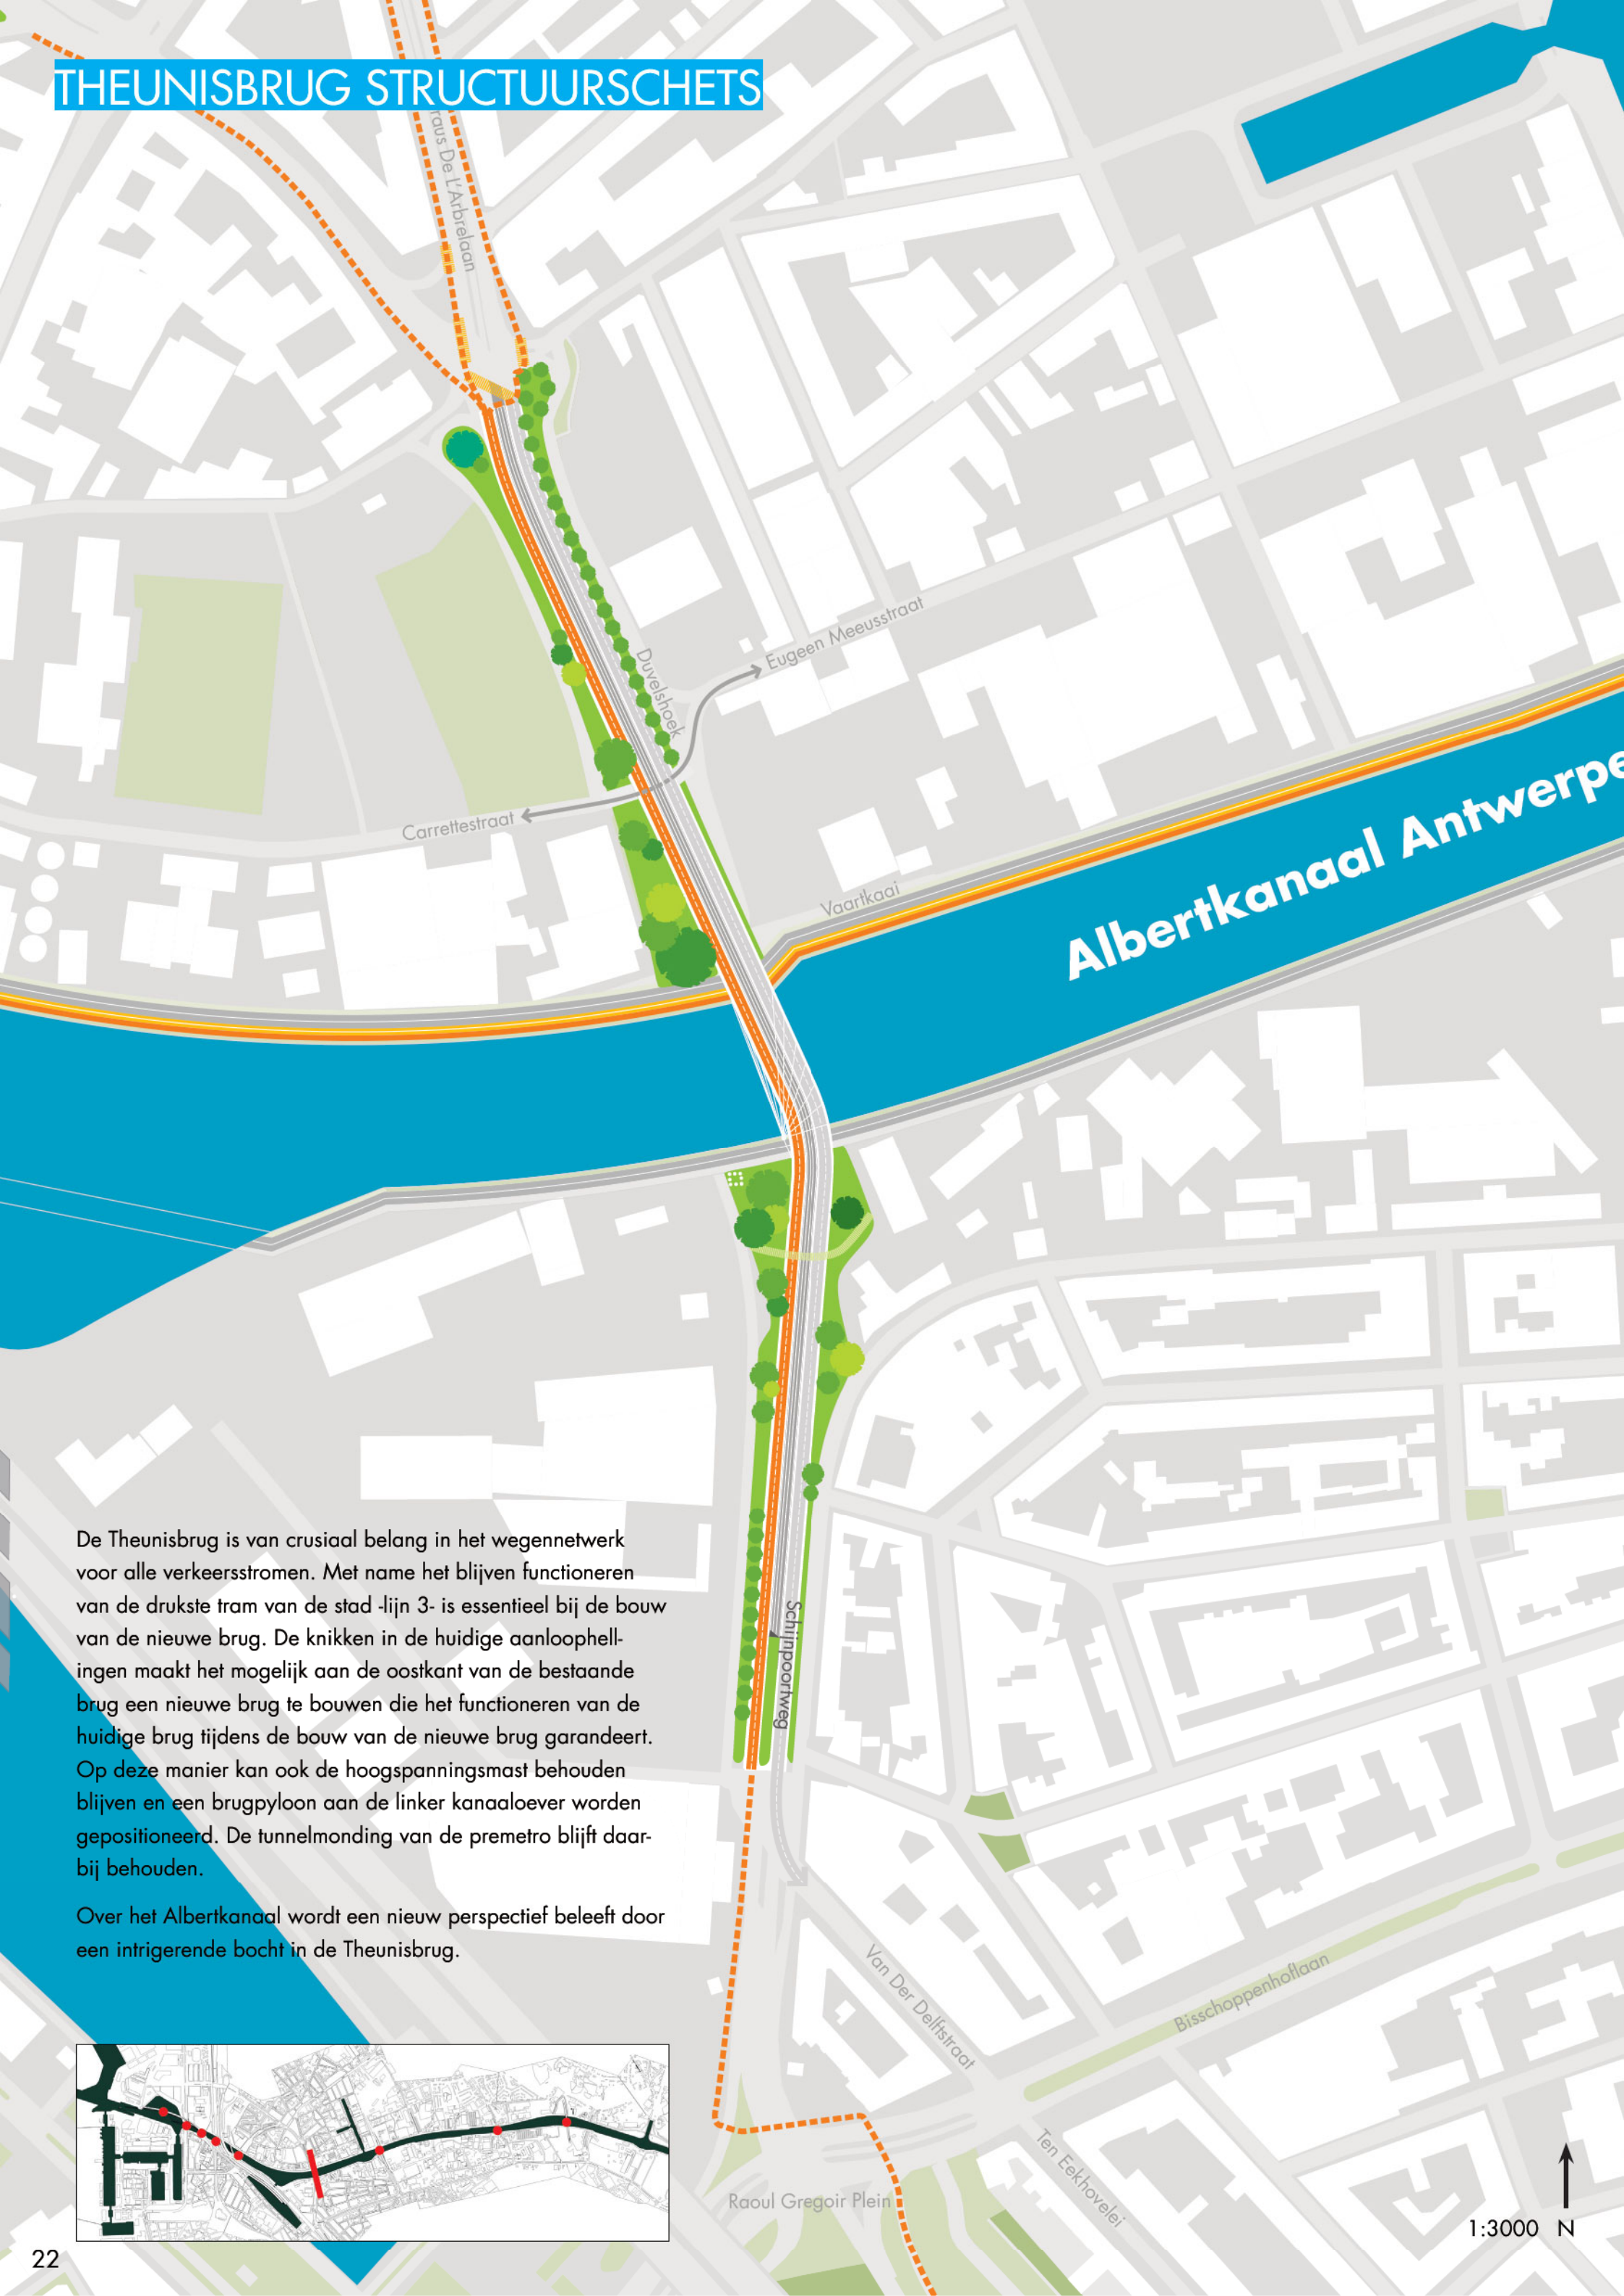 THEUNISBRUG STRUCTUURSCHETS
raus De L'Arbrelaan
Eugeen Meeusstraat
Duvelshoek
Carrettestraat
Vaartkaai
Albertkanaal Antwerpe
De Theunisbrug is van crusiaal belang in het wegennetwerk
voor alle verkeersstromen. Met name het blijven functioneren
van de drukste tram van de stad -lijn 3- is essentieel bij de bouw
van de nieuwe brug. De knikken in de huidige aanloophell-
ingen maakt het mogelijk aan de oostkant van de bestaande
brug een nieuwe brug te bouwen die het functioneren van de
huidige brug tijdens de bouw van de nieuwe brug garandeert.
Op deze manier kan ook de hoogspanningsmast behouden
blijven en een brugpyloon aan de linker kanaaloever worden
gepositioneerd. De tunnelmonding van de premetro blijft daar-
bij behouden.
Over het Albertkanaal wordt een nieuw perspectief beleeft door
een intrigerende bocht in de Theunisbrug.
Schijnpoortweg
Van Der Delftstraat
Bisschoppenhoflaan
Ten Eekhovelei
Raoul Gregoir Plein
1:3000 N
22